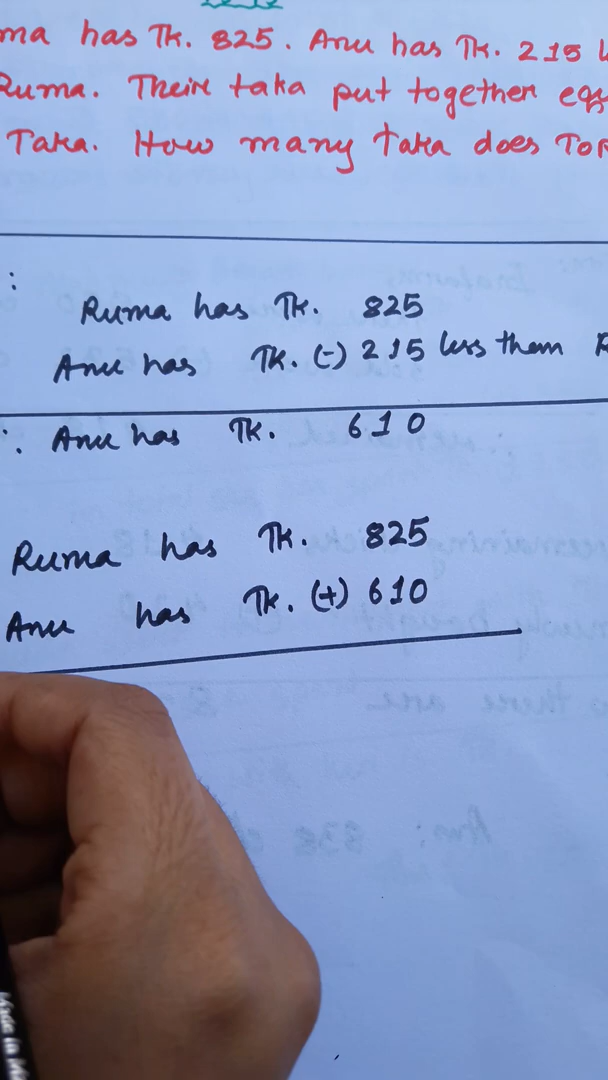 ma has Tk. 825. Anu has Tk. 215
Ruma. Their taka put together
Taka. How many taka does
:
Ruma has Tk. 825
Anu has Tk. (-) 215 less them
∴ Anu has Tk. 610
Ruma has Tk. 825
Anu has Tk. (+) 610